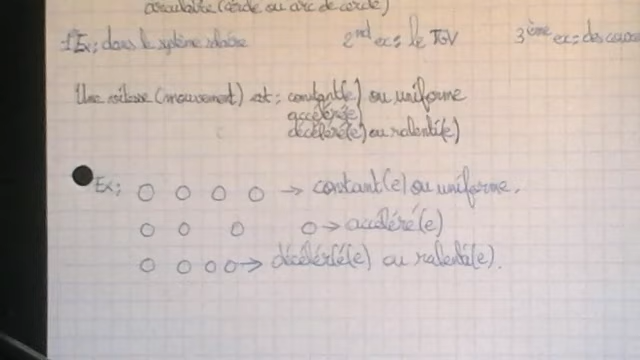 circulaire (cercle ou arc de cercle)
1er Ex: dans le système solaire 2nd ex: le TGV 3ème ex: des
Une vitesse (mouvement) est: constant(e) ou uniforme
accéléré(e)
décéléré(e) ou ralenti(e)
Ex: → constant(e) ou uniforme.
→ accéléré(e)
→ décéléré(e) ou ralenti(e).